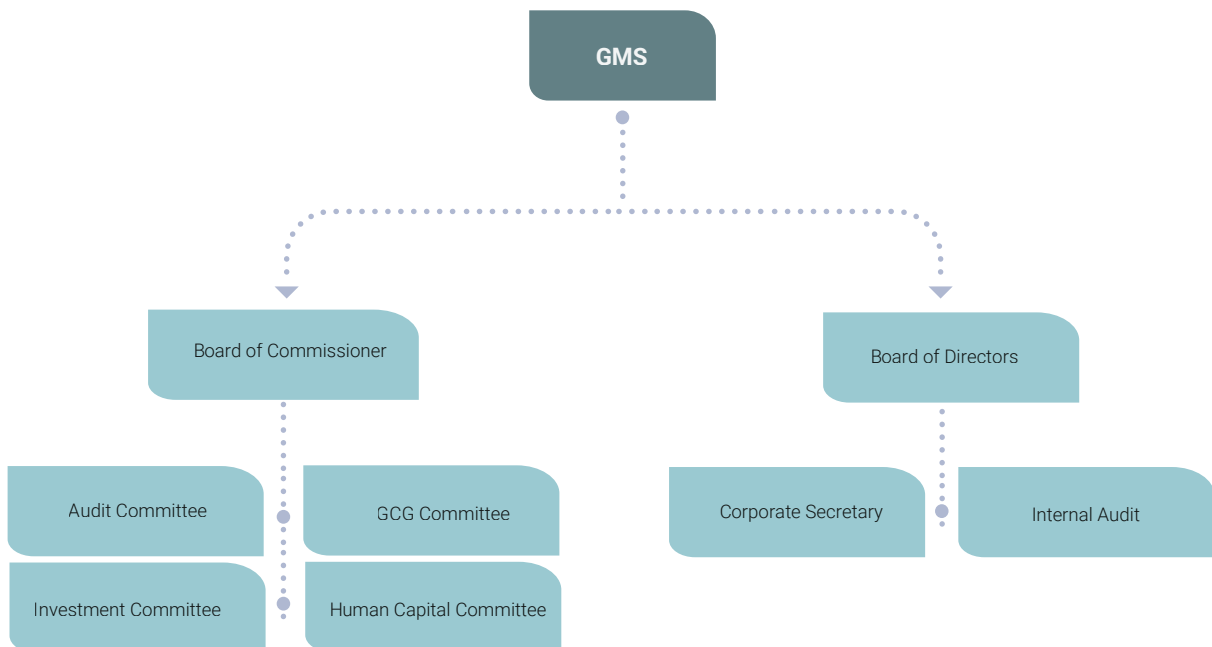 GMS
Board of Commissioner
Board of Directors
Audit Committee
GCG Committee
Corporate Secretary
Internal Audit
Investment Committee
Human Capital Committee